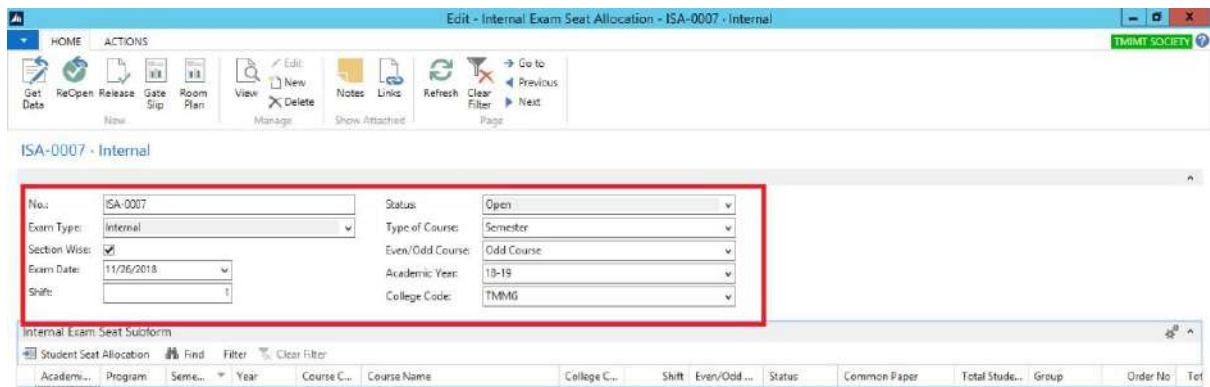 Edit - Internal Exam Seat Allocation - ISA-0007 · Internal
HOME ACTIONS
TMIMT SOCIETY
Get Data
ReOpen
Release
Gate Slip
Room Plan
View
Edit
New
Delete
Notes
Links
Refresh
Clear Filter
Go to
Previous
Next
New
Manage
Show Attached
Page
ISA-0007 · Internal
No.: ISA-0007
Status: Open
Exam Type: Internal
Type of Course: Semester
Section Wise:
Even/Odd Course: Odd Course
Exam Date: 11/26/2018
Academic Year: 18-19
Shift: 1
College Code: TMMG
Internal Exam Seat Subform
Student Seat Allocation Find Filter Clear Filter
Academi... Program Seme... Year Course C... Course Name College C... Shift Even/Odd ... Status Common Paper Total Stude... Group Order No Tot